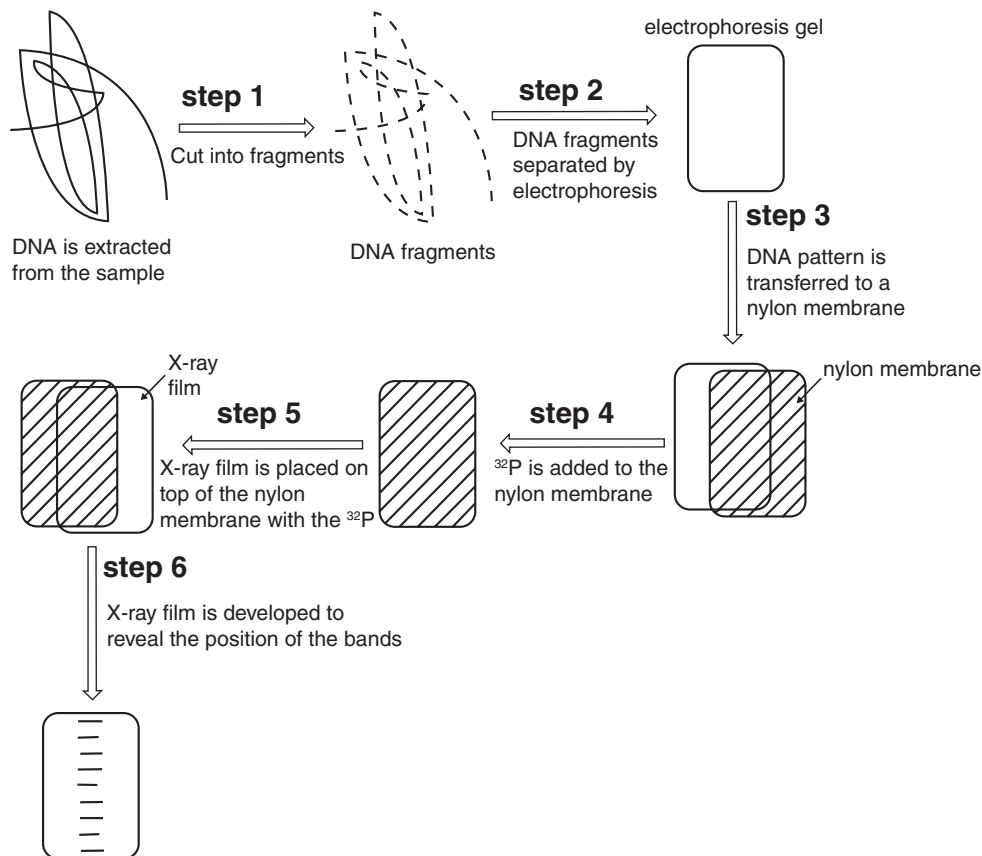 electrophoresis gel
step 1
Cut into fragments
step 2
DNA fragments
separated by
electrophoresis
DNA is extracted
from the sample
DNA fragments
step 3
DNA pattern is
transferred to a
nylon membrane
nylon membrane
step 4
³²P is added to the
nylon membrane
X-ray
film
step 5
X-ray film is placed on
top of the nylon
membrane with the ³²P
step 6
X-ray film is developed to
reveal the position of the bands